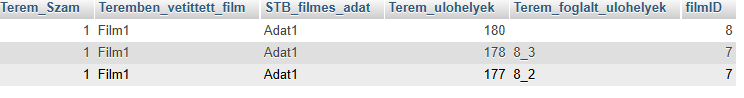 Terem_Szam Teremben_vetittett_film STB_filmes_adat Terem_ulohelyek Terem_foglalt_ulohelyek filmID
1 Film1 Adat1 180 8
1 Film1 Adat1 178 8_3 7
1 Film1 Adat1 177 8_2 7